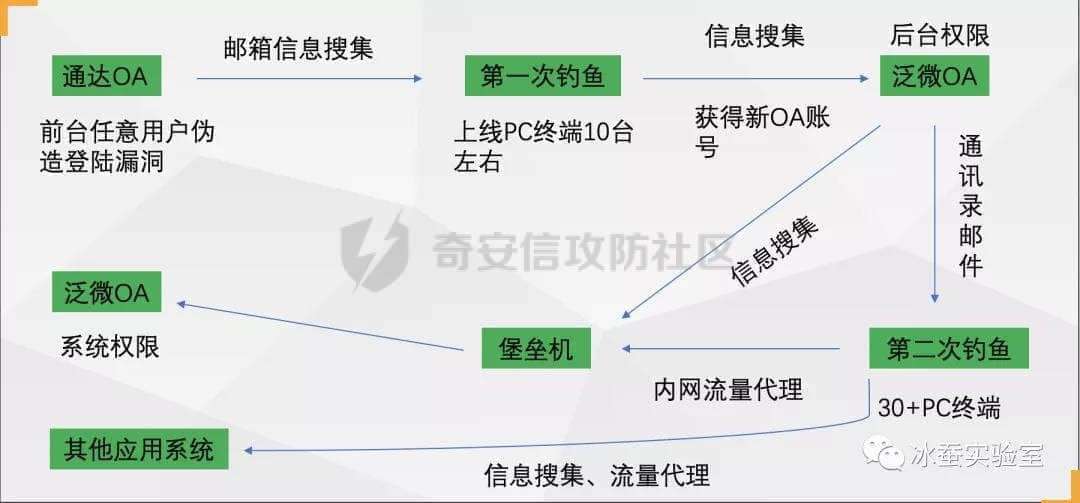 邮箱信息搜集
信息搜集
后台权限
通达OA
第一次钓鱼
泛微OA
前台任意用户伪
造登陆漏洞
上线PC终端10台
左右
获得新OA账
号
通讯录邮件
信息搜集
奇安信攻防社区
泛微OA
系统权限
堡垒机
第二次钓鱼
内网流量代理
30+PC终端
其他应用系统
信息搜集、流量代理
冰蚕实验室